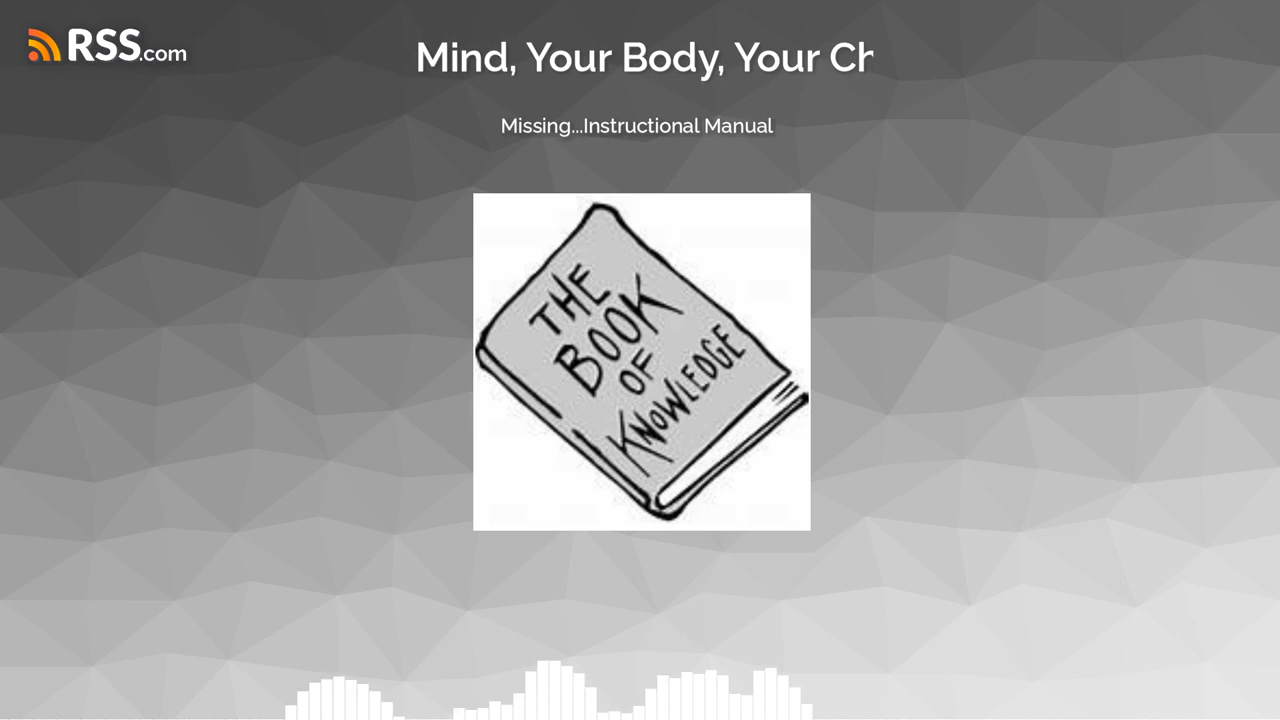 RSS.com
Mind, Your Body, Your Ch
Missing...Instructional Manual
THE
BOOK
OF
KNOWLEDGE